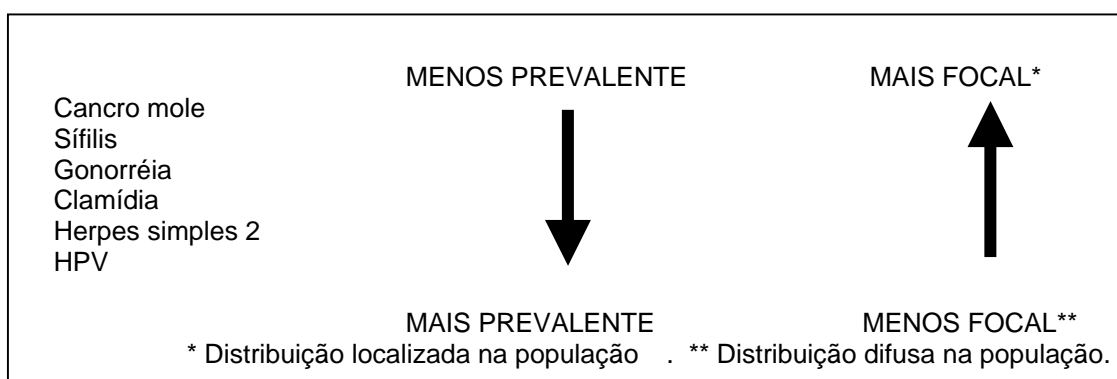 MENOS PREVALENTE MAIS FOCAL*
Cancro mole
Sífilis
Gonorréia
Clamídia
Herpes simples 2
HPV
MAIS PREVALENTE MENOS FOCAL**
* Distribuição localizada na população . ** Distribuição difusa na população.